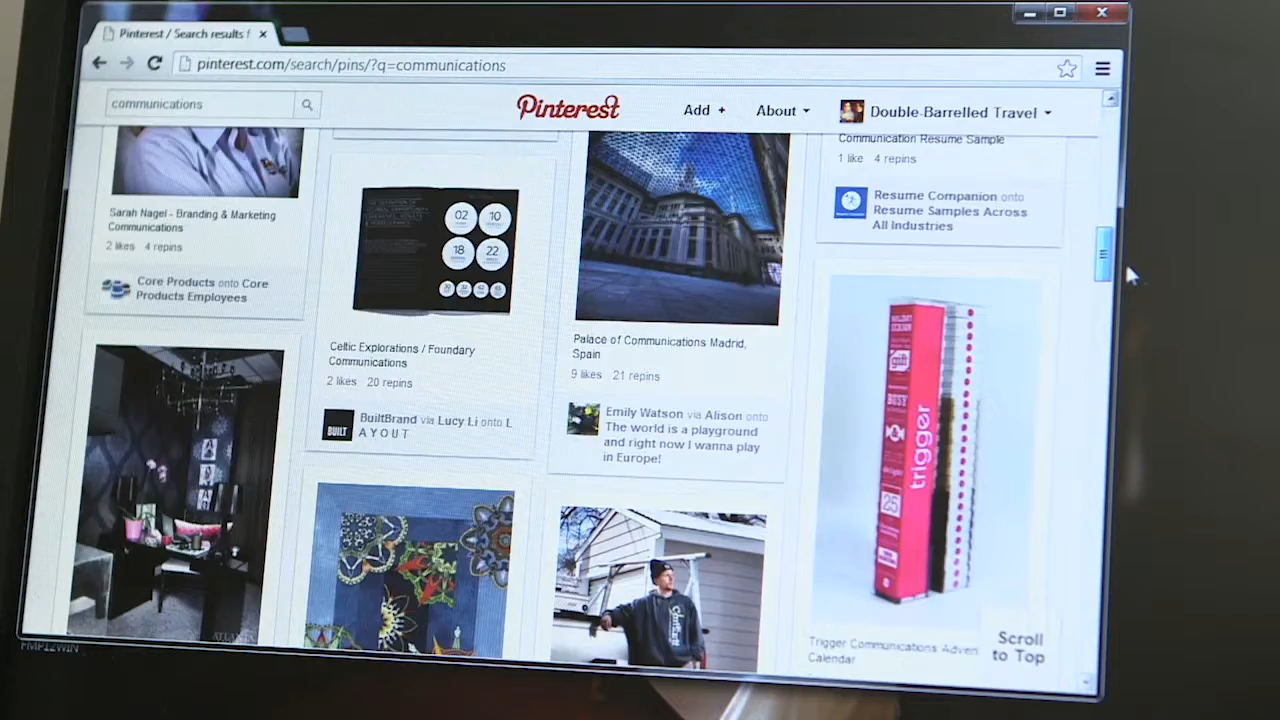 Pinterest / Search results f
pinterest.com/search/pins/?q=communications
communications
Pinterest
Add +
About
Double-Barrelled Travel
Sarah Nagel - Branding & Marketing
Communications
2 likes 4 repins
Core Products onto Core
Products Employees
02 10
18 22
Celtic Explorations / Foundary
Communications
2 likes 20 repins
BUILT
BuiltBrand via Lucy Li onto L
A Y O U T
Palace of Communications Madrid,
Spain
9 likes 21 repins
Emily Watson via Alison onto
The world is a playground
and right now I wanna play
in Europe!
Communication Resume Sample
1 like 4 repins
Resume Companion onto
Resume Samples Across
All Industries
gift
BUSY
trigger
25
Trigger Communications Adven
Calendar
Scroll
to Top